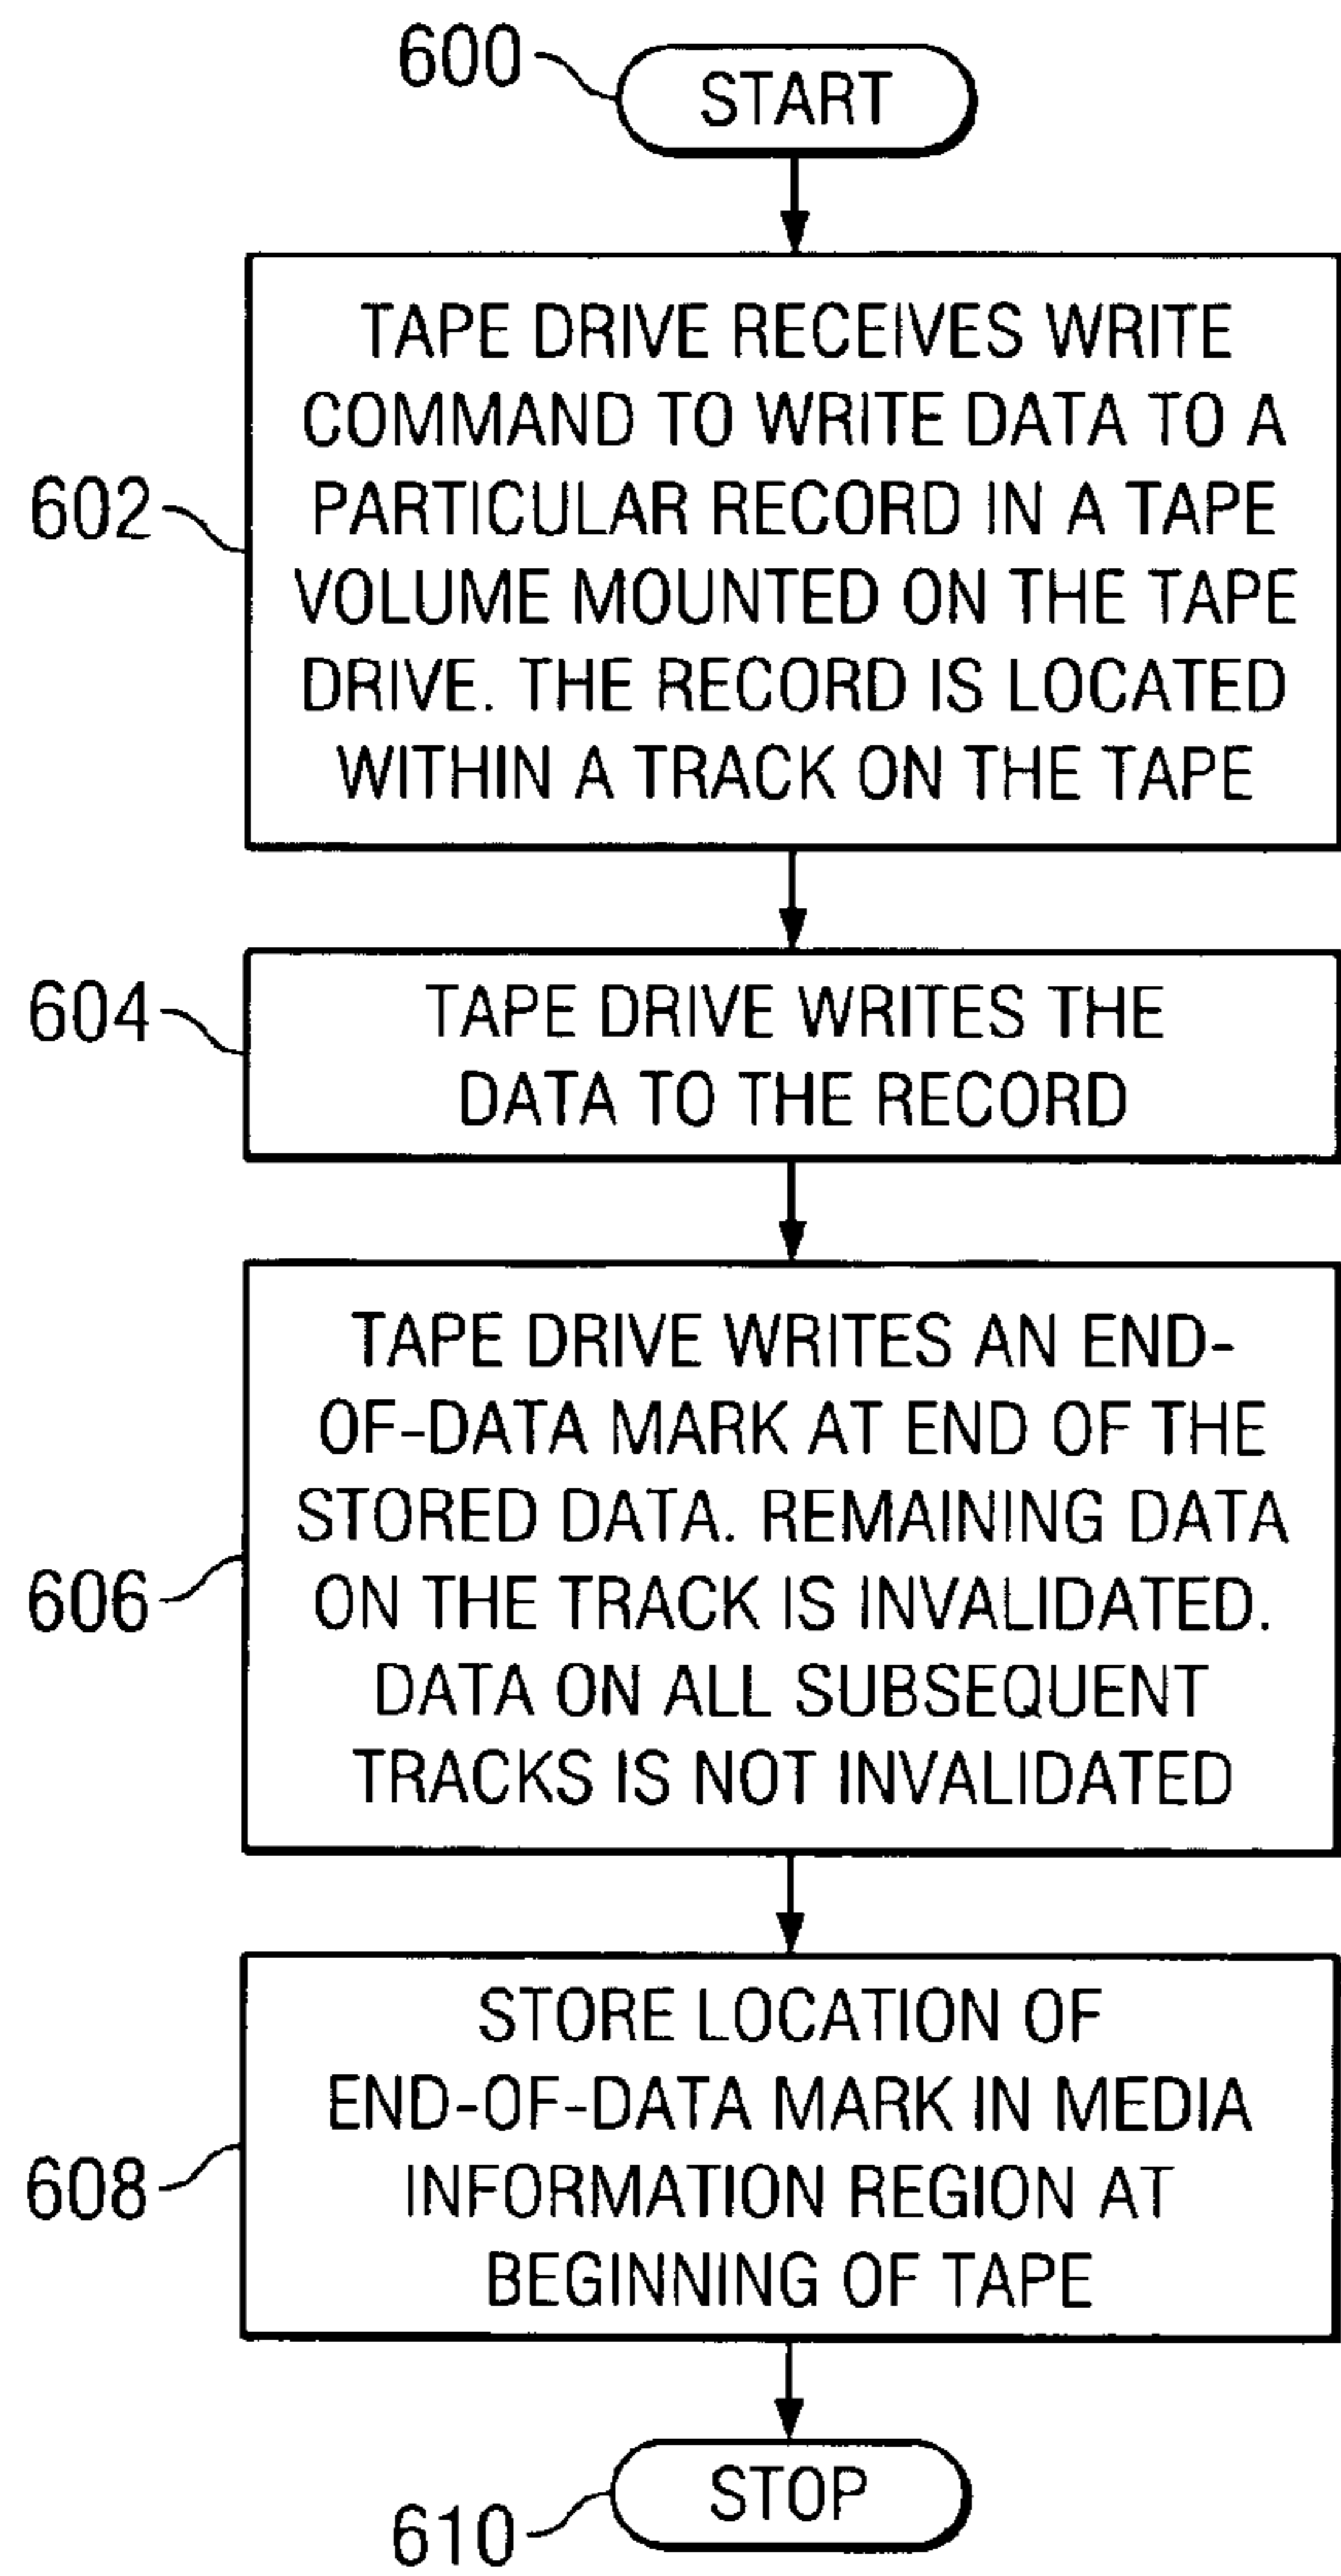 600
START
TAPE DRIVE RECEIVES WRITE
COMMAND TO WRITE DATA TO A
PARTICULAR RECORD IN A TAPE
VOLUME MOUNTED ON THE TAPE
DRIVE. THE RECORD IS LOCATED
WITHIN A TRACK ON THE TAPE
602
TAPE DRIVE WRITES THE
DATA TO THE RECORD
604
TAPE DRIVE WRITES AN END-
OF-DATA MARK AT END OF THE
STORED DATA. REMAINING DATA
ON THE TRACK IS INVALIDATED.
DATA ON ALL SUBSEQUENT
TRACKS IS NOT INVALIDATED
606
STORE LOCATION OF
END-OF-DATA MARK IN MEDIA
INFORMATION REGION AT
BEGINNING OF TAPE
608
STOP
610